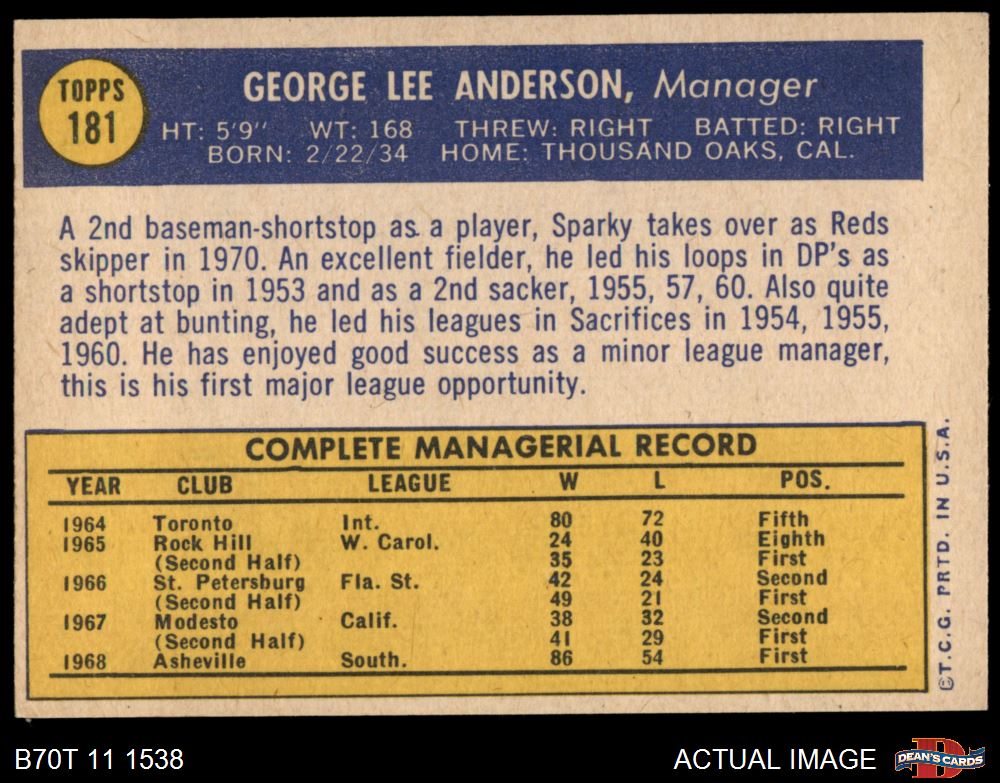 TOPPS
181
GEORGE LEE ANDERSON, Manager
HT: 5'9" WT: 168 THREW: RIGHT BATTED: RIGHT
BORN: 2/22/34 HOME: THOUSAND OAKS, CAL.
A 2nd baseman-shortstop as a player, Sparky takes over as Reds
skipper in 1970. An excellent fielder, he led his loops in DP's as
a shortstop in 1953 and as a 2nd sacker, 1955, 57, 60. Also quite
adept at bunting, he led his leagues in Sacrifices in 1954, 1955,
1960. He has enjoyed good success as a minor league manager,
this is his first major league opportunity.
COMPLETE MANAGERIAL RECORD
YEAR CLUB LEAGUE W L POS.
1964 Toronto Int. 80 72 Fifth
1965 Rock Hill W. Carol. 24 40 Eighth
(Second Half) 35 23 First
1966 St. Petersburg Fla. St. 42 24 Second
(Second Half) 49 21 First
1967 Modesto Calif. 38 32 Second
(Second Half) 41 29 First
1968 Asheville South. 86 54 First
©T.C.G. PRTD. IN U.S.A.
B70T 11 1538
ACTUAL IMAGE
D
DEAN'S CARDS